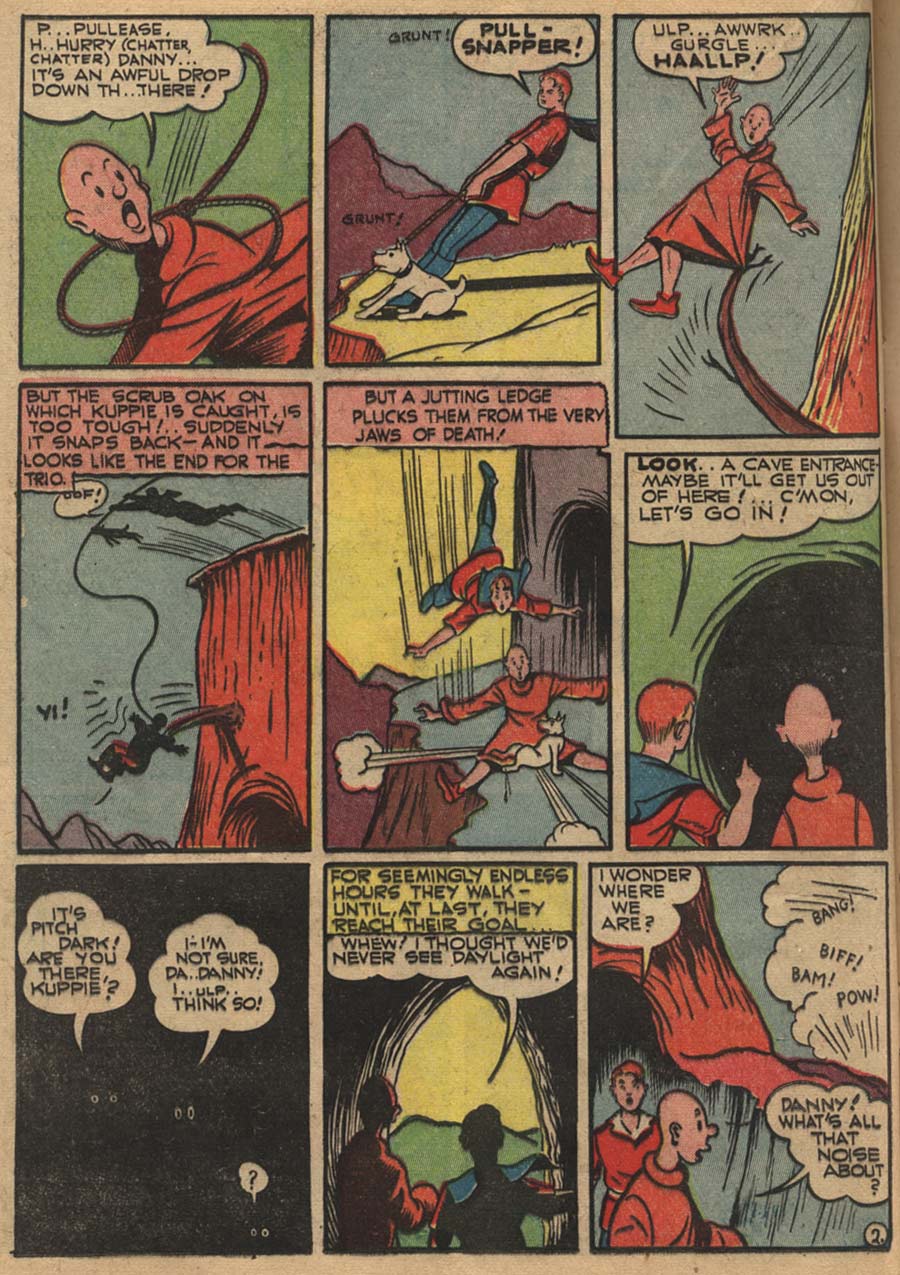 P...PULLEASE,
H..HURRY (CHATTER,
CHATTER) DANNY...
IT'S AN AWFUL DROP
DOWN TH..THERE!
GRUNT!
PULL-
SNAPPER!
GRUNT!
ULP... AWWRK..
GURGLE...
HAALLP!
BUT THE SCRUB OAK ON
WHICH KUPPIE IS CAUGHT, IS
TOO TOUGH!.. SUDDENLY
IT SNAPS BACK— AND IT
LOOKS LIKE THE END FOR THE
TRIO.
OOF!
YI!
BUT A JUTTING LEDGE
PLUCKS THEM FROM THE VERY
JAWS OF DEATH!
LOOK.. A CAVE ENTRANCE-
MAYBE IT'LL GET US OUT
OF HERE!... C'MON,
LET'S GO IN!
IT'S
PITCH
DARK!
ARE YOU
THERE,
KUPPIE?
I-I'M
NOT SURE,
DA..DANNY!
I..ULP..
THINK SO!
?
FOR SEEMINGLY ENDLESS
HOURS THEY WALK -
UNTIL, AT LAST, THEY
REACH THEIR GOAL...
WHEW! I THOUGHT WE'D
NEVER SEE DAYLIGHT
AGAIN!
I WONDER
WHERE
WE
ARE?
BANG!
BIFF!
BAM!
POW!
DANNY!
WHAT'S ALL
THAT
NOISE
ABOUT
?
2.